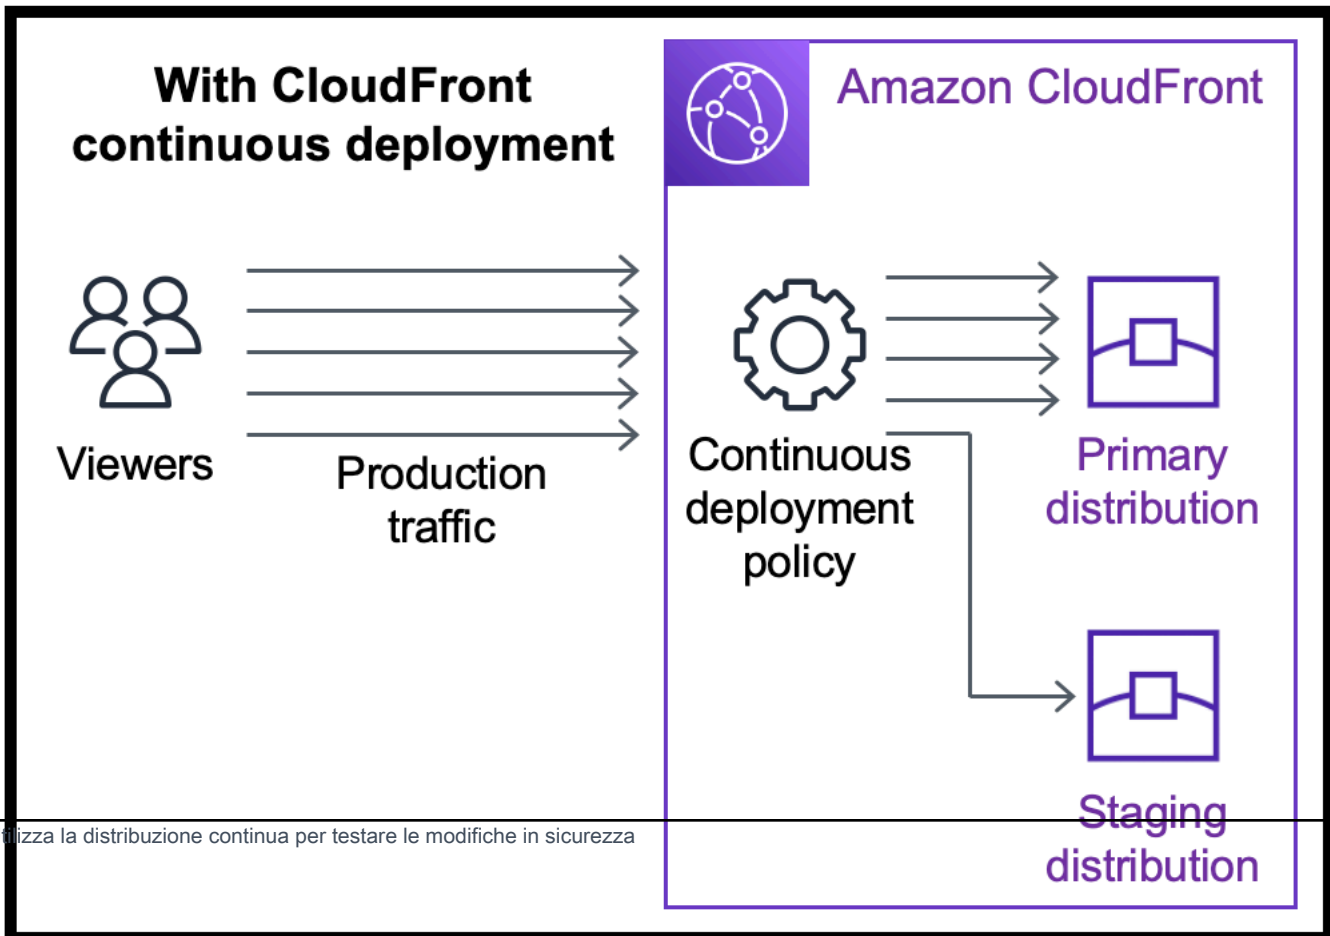 With CloudFront
continuous deployment
Amazon CloudFront
Viewers
Production
traffic
Continuous
deployment
policy
Primary
distribution
Staging
distribution
la distribuzione continua per testare le modifiche in sicurezza